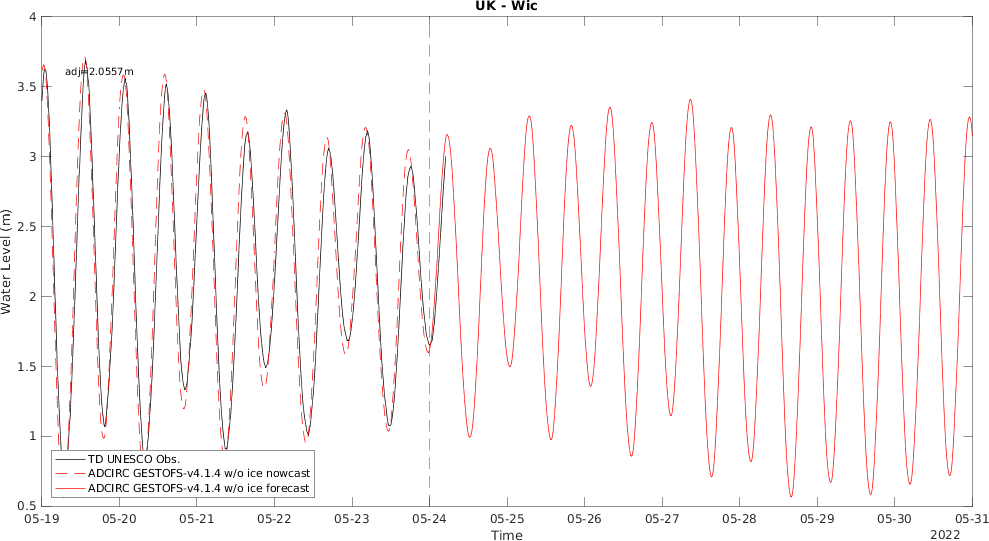 UK - Wic
4
3.5
3
2.5
2
1.5
1
0.5
Water Level (m)
adj=2.0557m
TD UNESCO Obs.
ADCIRC GESTOFS-v4.1.4 w/o ice nowcast
ADCIRC GESTOFS-v4.1.4 w/o ice forecast
05-19 05-20 05-21 05-22 05-23 05-24 05-25 05-26 05-27 05-28 05-29 05-30 05-31
Time
2022